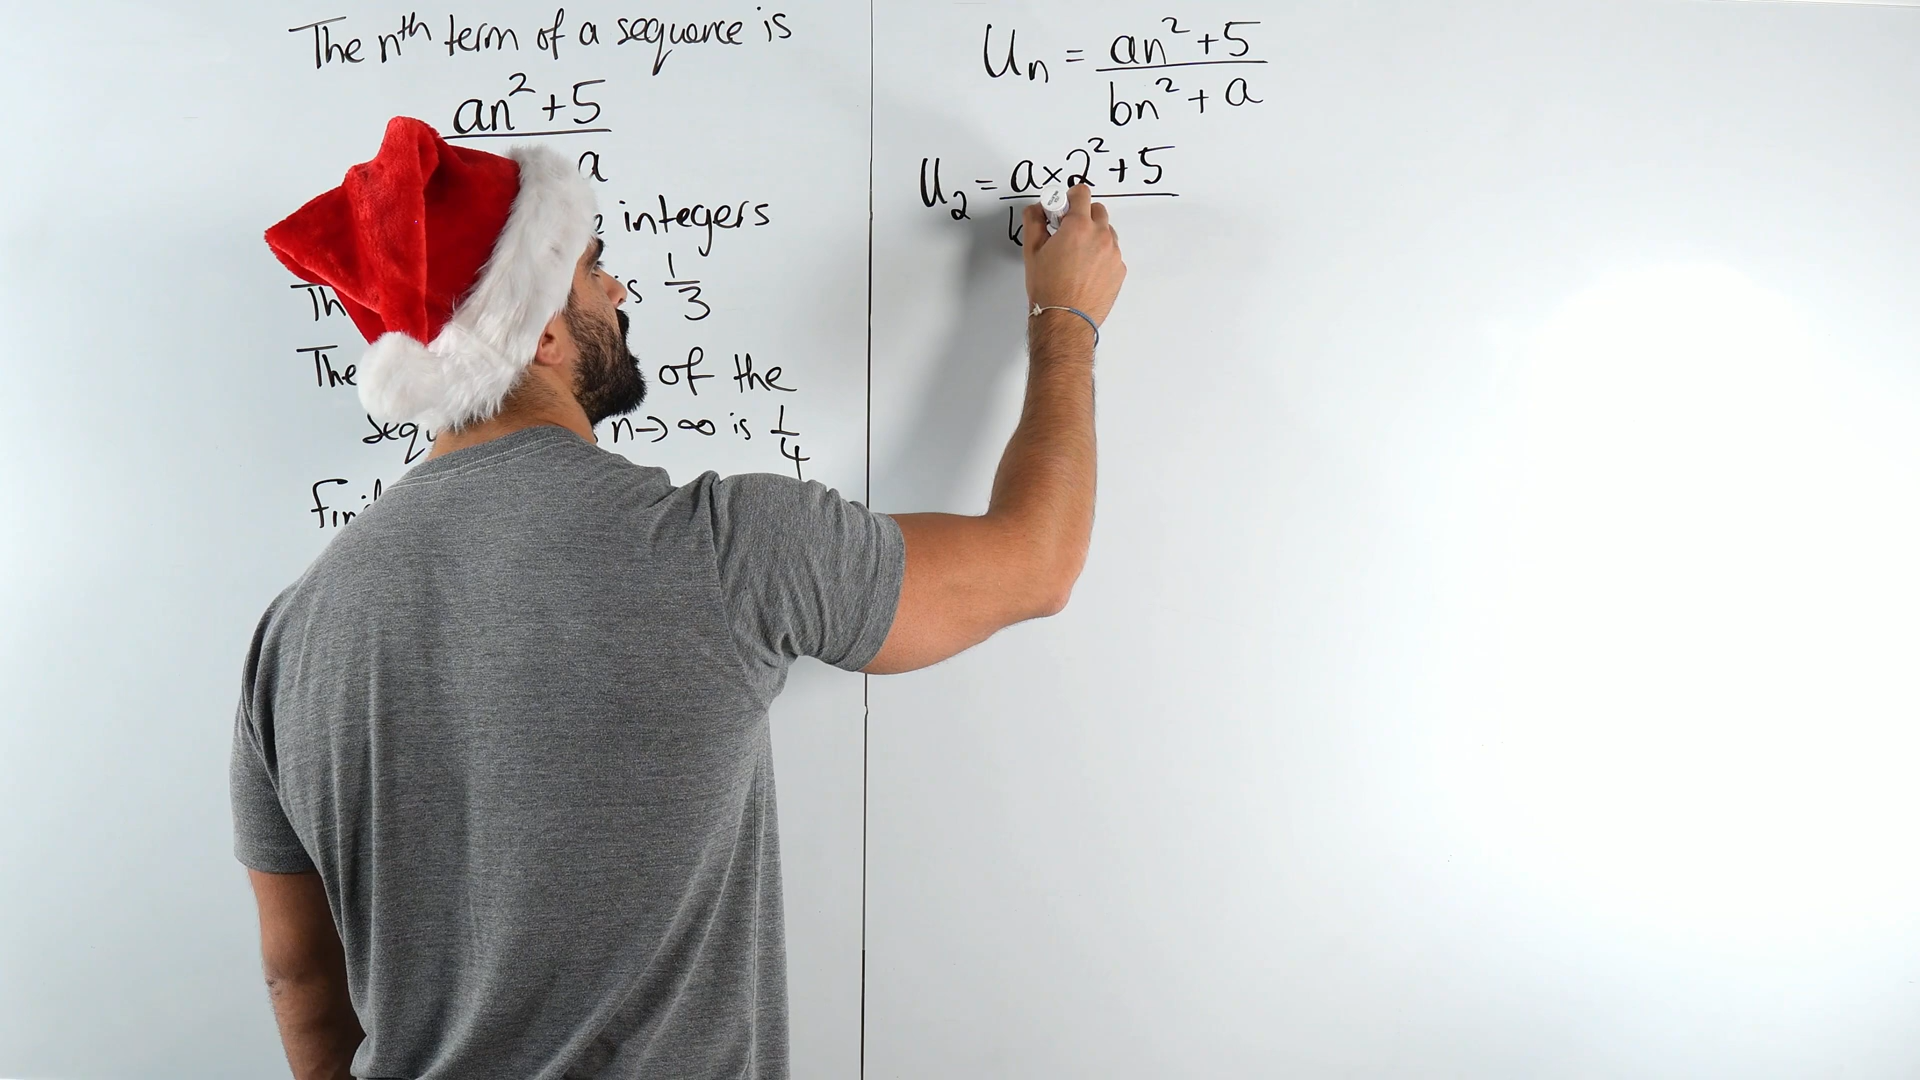 The nth term of a sequence is
an² + 5
a
integers
is 1/3
The of the
n→∞ is 1/4
Un = (an² + 5)/(bn² + a)
U₂ = a×2² + 5